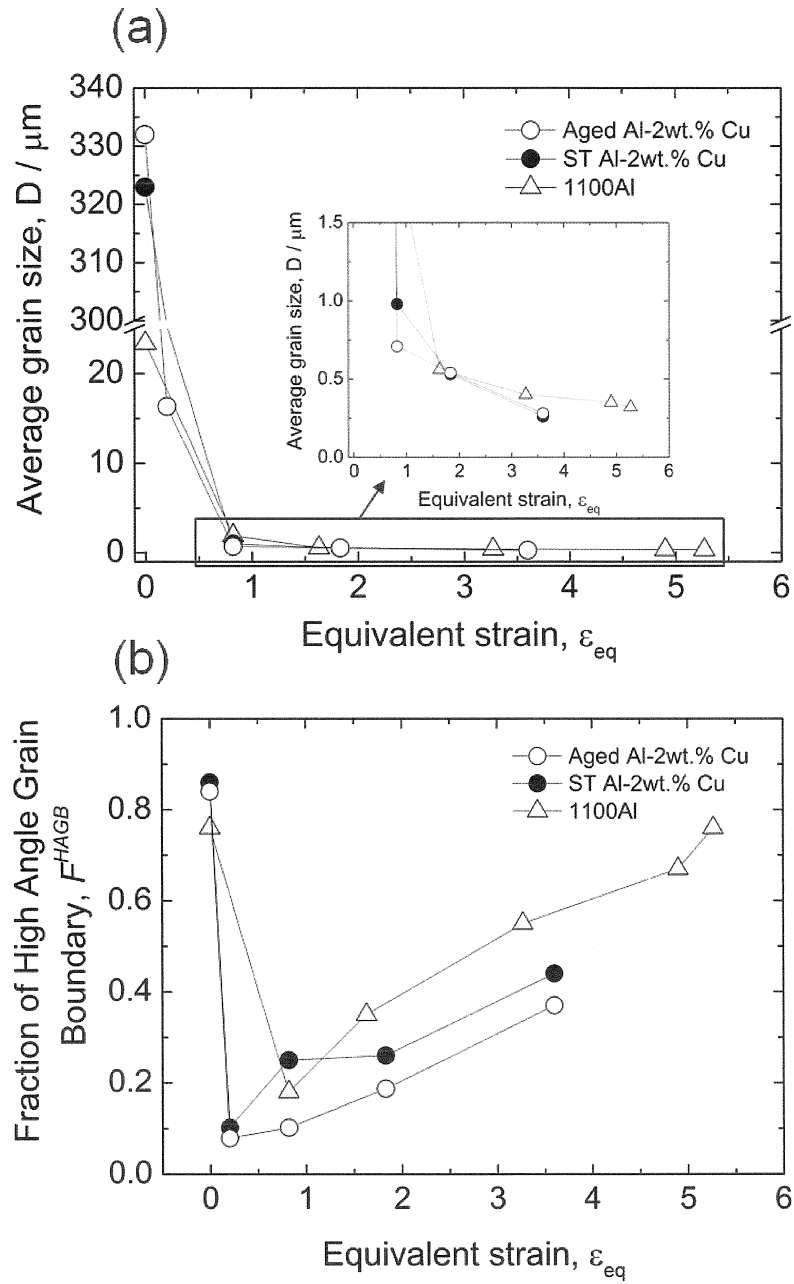 (a)
340
330
320
310
300
20
10
0
Average grain size, D / μm
Aged Al-2wt.% Cu
ST Al-2wt.% Cu
1100Al
1.5
1.0
0.5
0.0
Average grain size, D / μm
0 1 2 3 4 5 6
Equivalent strain, εeq
0 1 2 3 4 5 6
Equivalent strain, εeq
(b)
1.0
0.8
0.6
0.4
0.2
0.0
Fraction of High Angle Grain
Boundary, F^HAGB
Aged Al-2wt.% Cu
ST Al-2wt.% Cu
1100Al
0 1 2 3 4 5 6
Equivalent strain, εeq